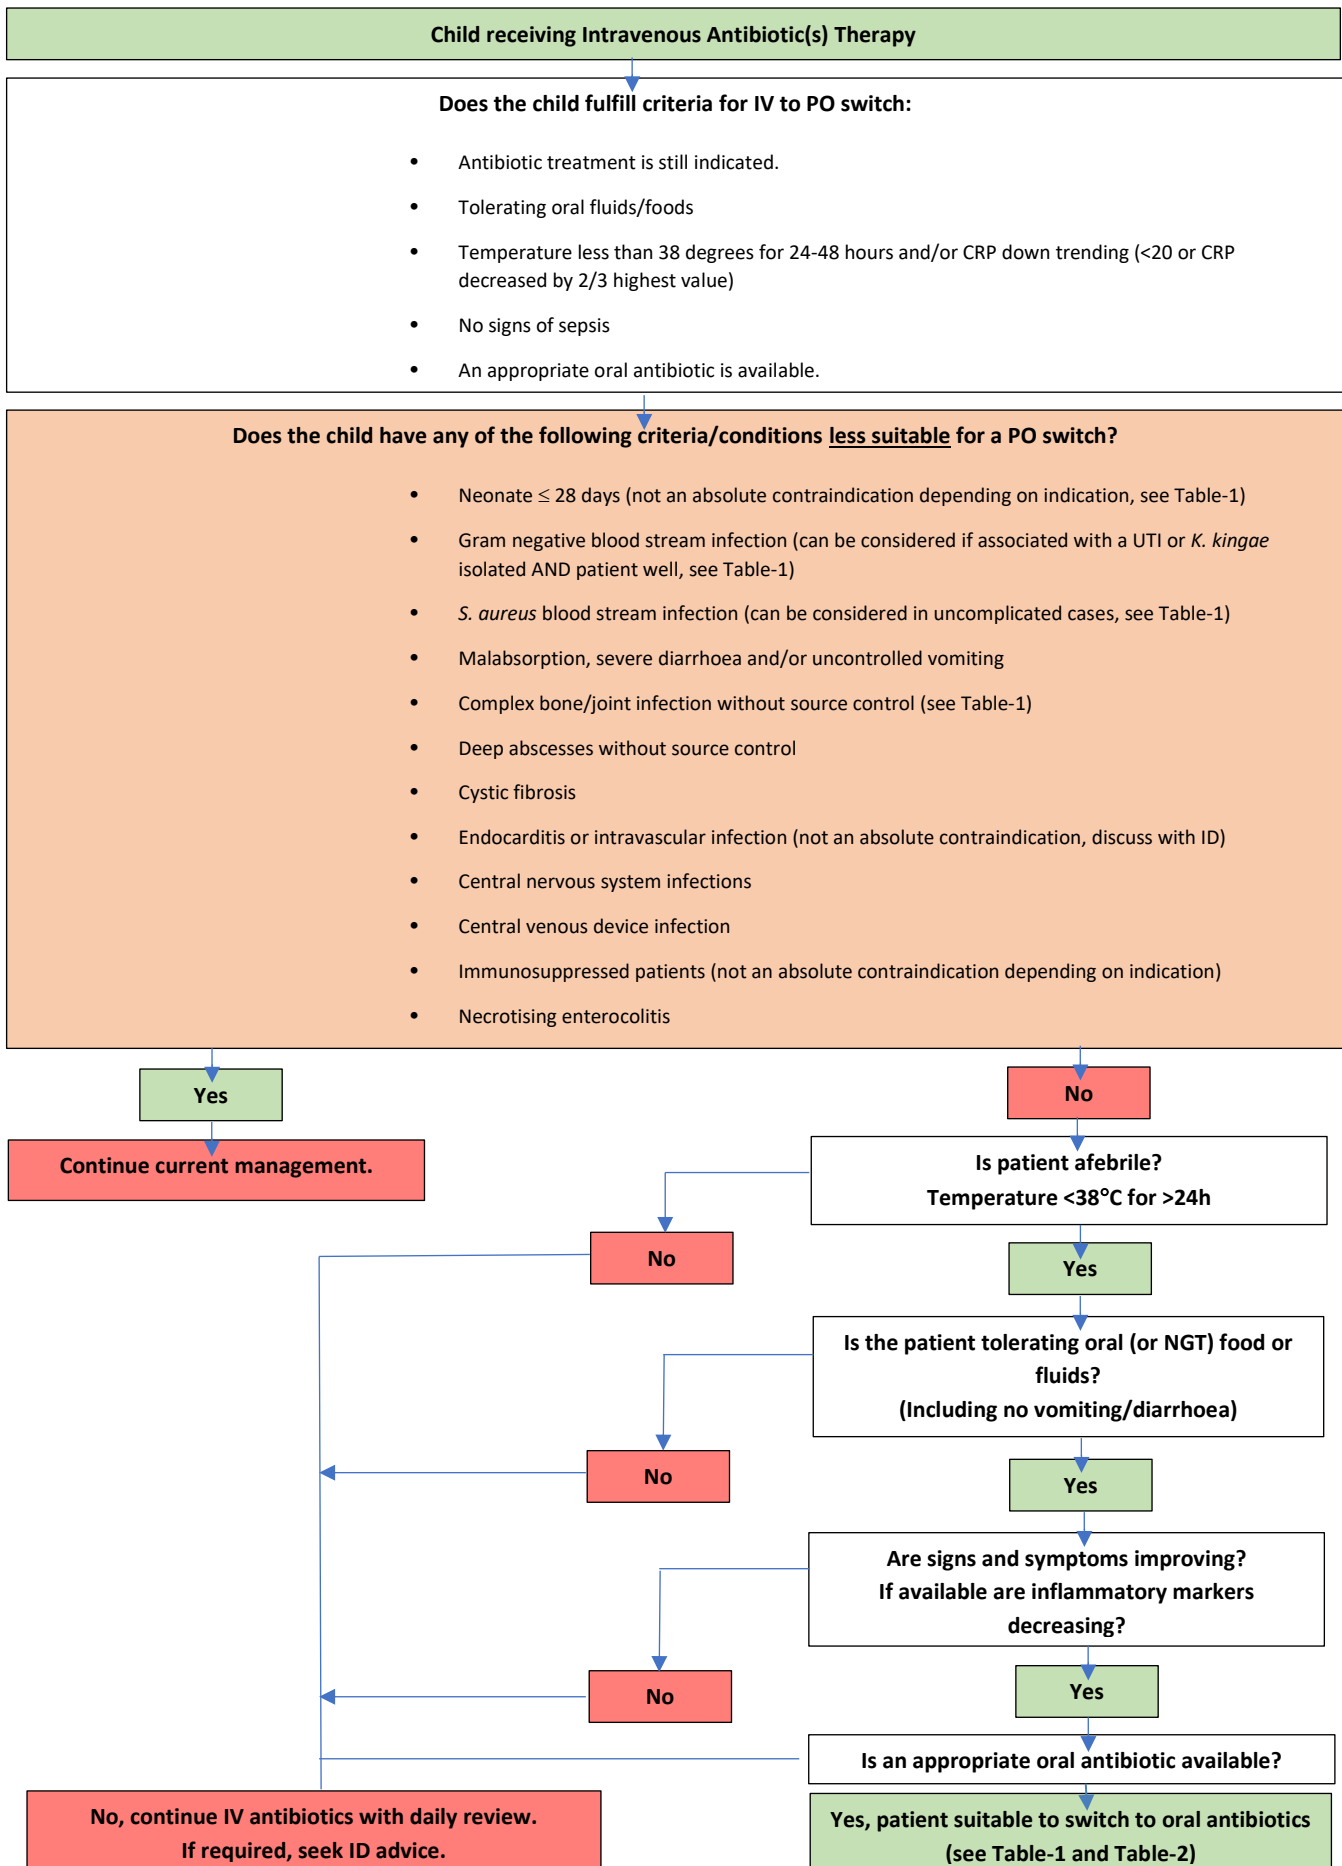 Child receiving Intravenous Antibiotic(s) Therapy
Does the child fulfill criteria for IV to PO switch:
• Antibiotic treatment is still indicated.
• Tolerating oral fluids/foods
• Temperature less than 38 degrees for 24-48 hours and/or CRP down trending (<20 or CRP
decreased by 2/3 highest value)
• No signs of sepsis
• An appropriate oral antibiotic is available.
Does the child have any of the following criteria/conditions less suitable for a PO switch?
• Neonate ≤ 28 days (not an absolute contraindication depending on indication, see Table-1)
• Gram negative blood stream infection (can be considered if associated with a UTI or K. kingae
isolated AND patient well, see Table-1)
• S. aureus blood stream infection (can be considered in uncomplicated cases, see Table-1)
• Malabsorption, severe diarrhoea and/or uncontrolled vomiting
• Complex bone/joint infection without source control (see Table-1)
• Deep abscesses without source control
• Cystic fibrosis
• Endocarditis or intravascular infection (not an absolute contraindication, discuss with ID)
• Central nervous system infections
• Central venous device infection
• Immunosuppressed patients (not an absolute contraindication depending on indication)
• Necrotising enterocolitis
Yes
No
Continue current management.
Is patient afebrile?
Temperature <38°C for >24h
No
Yes
Is the patient tolerating oral (or NGT) food or
fluids?
(Including no vomiting/diarrhoea)
No
Yes
Are signs and symptoms improving?
If available are inflammatory markers
decreasing?
No
Yes
Is an appropriate oral antibiotic available?
No, continue IV antibiotics with daily review.
If required, seek ID advice.
Yes, patient suitable to switch to oral antibiotics
(see Table-1 and Table-2)